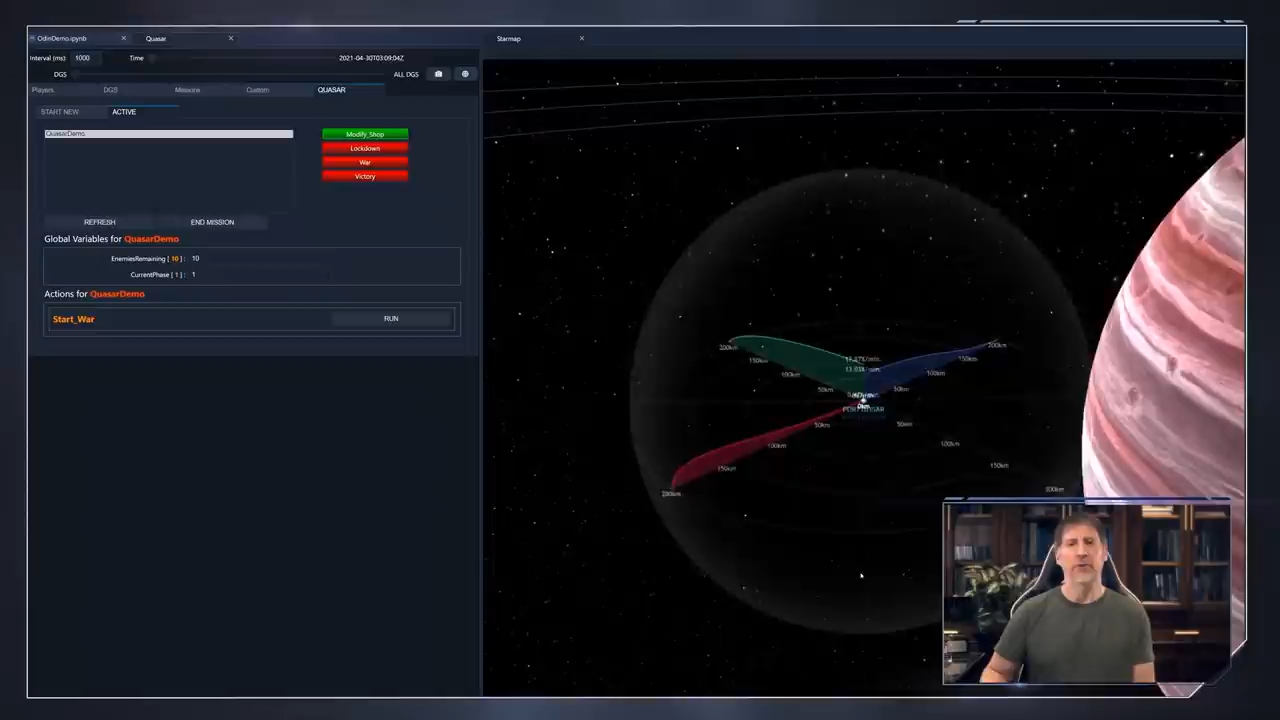 OdinDemo.ipynb
Quasar
Interval (ms): 1000
Time
2021-04-30T03:09:04Z
DGS
ALL DGS
Players
DGS
Missions
Custom
QUASAR
START NEW
ACTIVE
QuasarDemo
Modify_Shop
Lockdown
War
Victory
REFRESH
END MISSION
Global Variables for QuasarDemo
EnemiesRemaining [ 10 ] : 10
CurrentPhase [ 1 ] : 1
Actions for QuasarDemo
Start_War
RUN
Starmap
200km
150km
100km
50km
200km
150km
100km
50km
0km
50km
100km
150km
200km
50km
100km
150km
200km